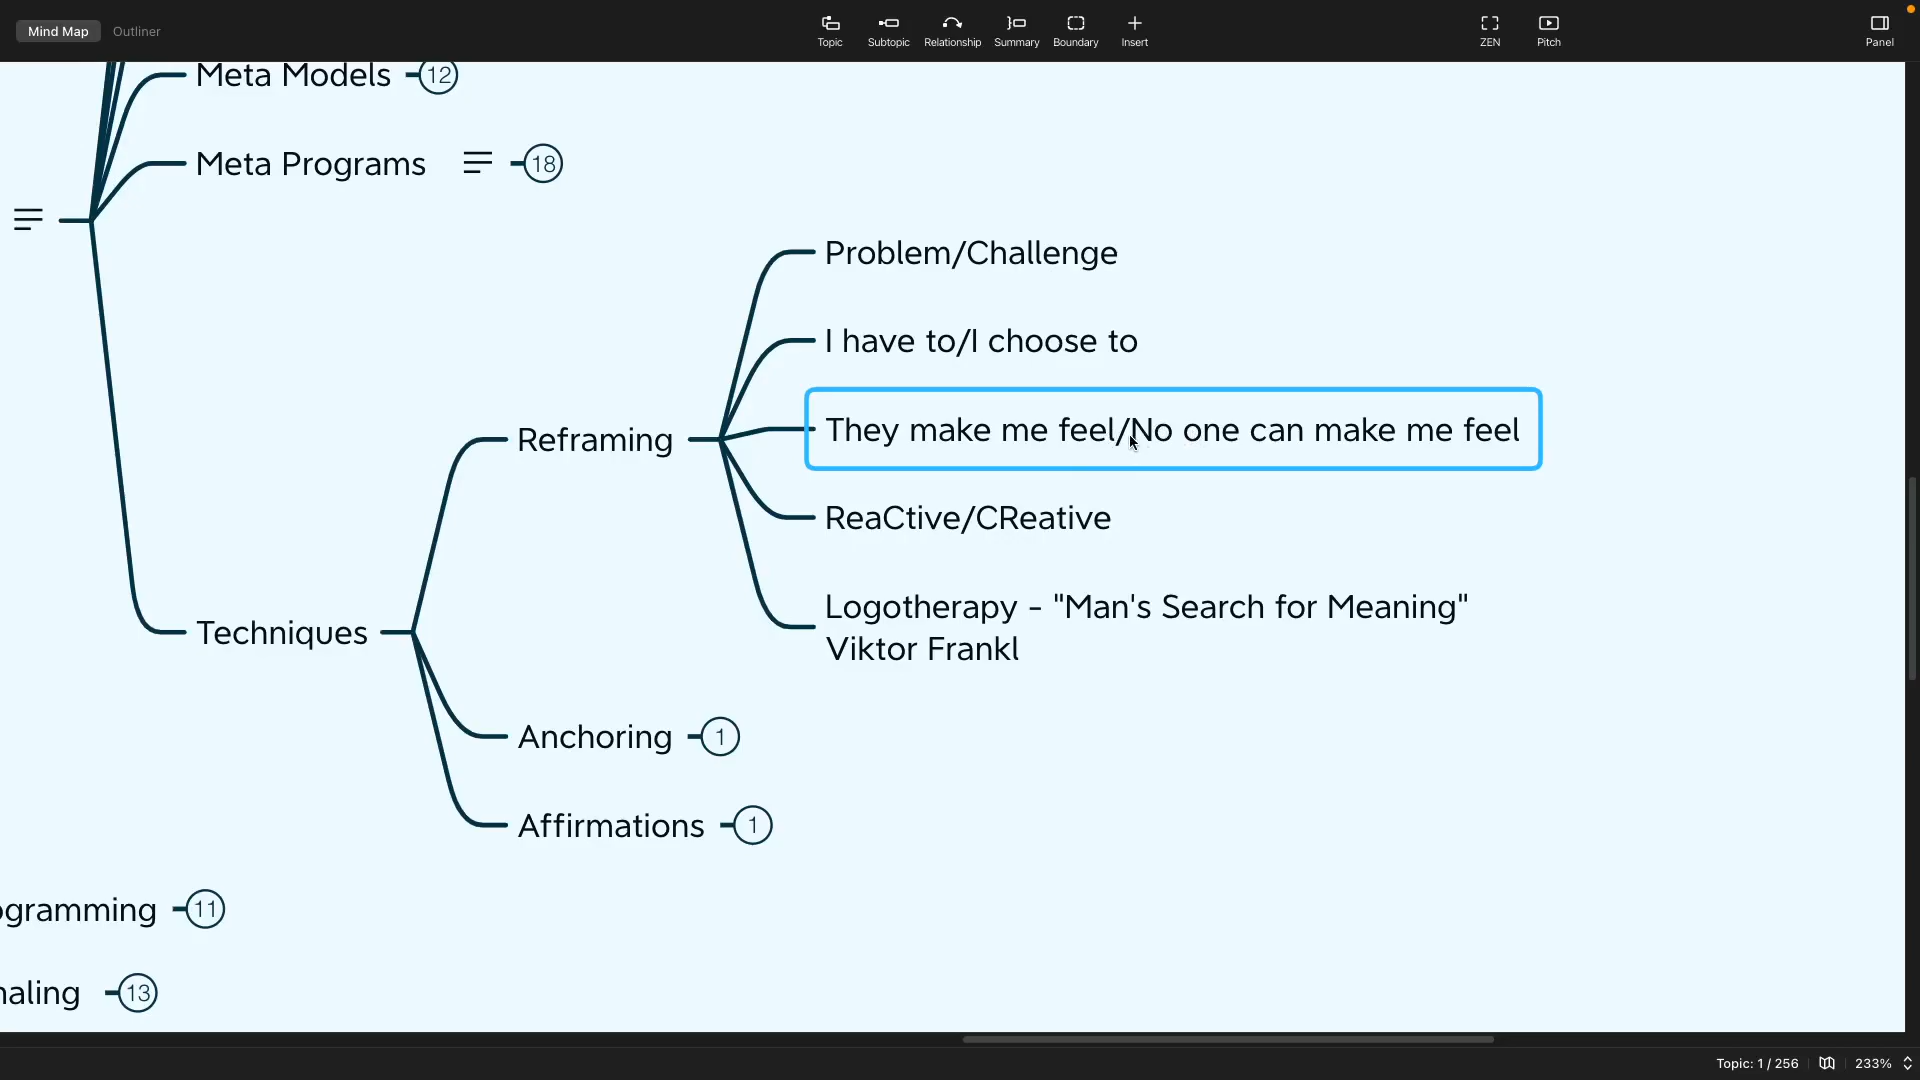 Mind Map
Outliner
Topic
Subtopic
Relationship
Summary
Boundary
Insert
ZEN
Pitch
Panel
Meta Models
12
Meta Programs
18
Problem/Challenge
I have to/I choose to
They make me feel/No one can make me feel
Reframing
ReaCtive/CReative
Logotherapy - "Man's Search for Meaning"
Viktor Frankl
Techniques
Anchoring
1
Affirmations
1
ogramming
11
naling
13
Topic: 1 / 256
233%